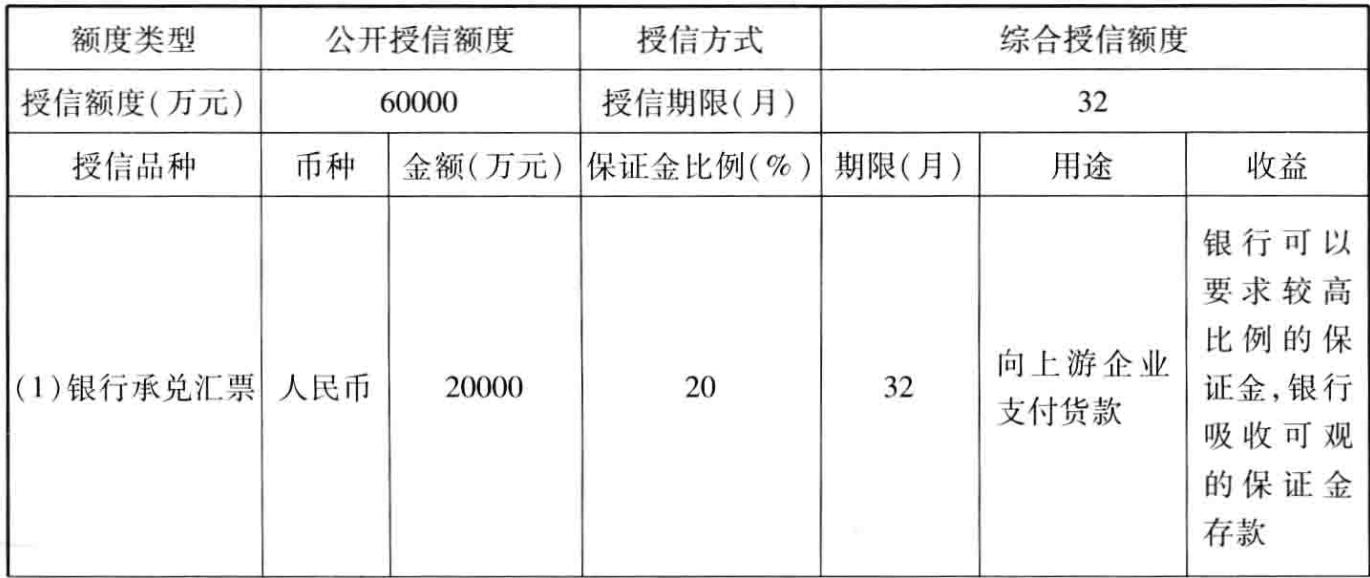 额度类型 公开授信额度 授信方式 综合授信额度
授信额度(万元) 60000 授信期限(月) 32
授信品种 币种 金额(万元) 保证金比例(%) 期限(月) 用途 收益
(1)银行承兑汇票 人民币 20000 20 32
向上游企业
支付货款
银行可以
要求较高
比例的保
证金,银行
吸收可观
的保证金
存款